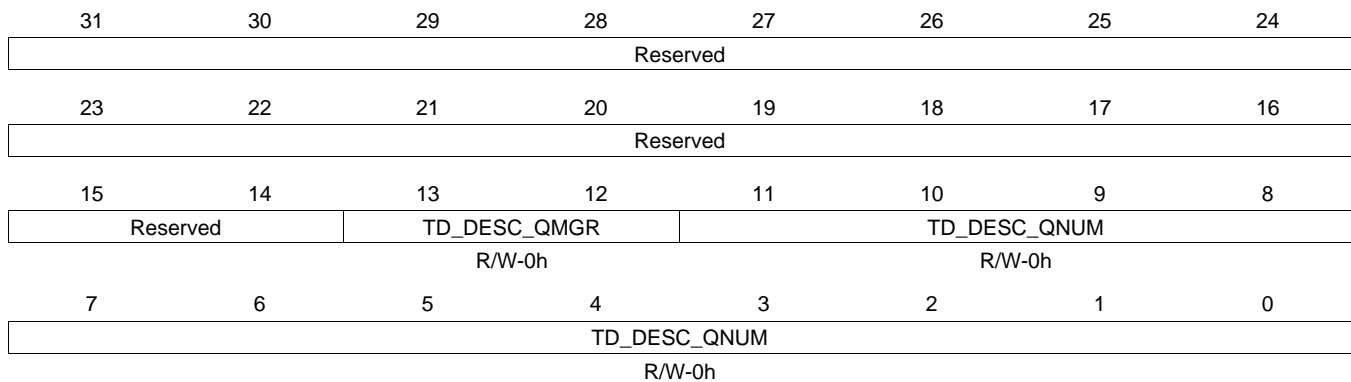 31 30 29 28 27 26 25 24
Reserved
23 22 21 20 19 18 17 16
Reserved
15 14 13 12 11 10 9 8
Reserved TD_DESC_QMGR TD_DESC_QNUM
R/W-0h R/W-0h
7 6 5 4 3 2 1 0
TD_DESC_QNUM
R/W-0h